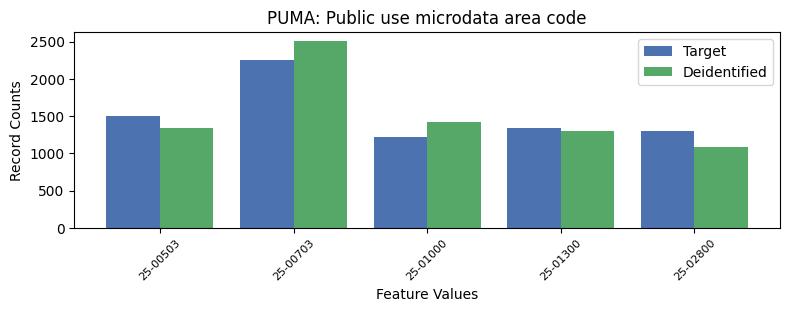 PUMA: Public use microdata area code
Record Counts
2500
2000
1500
1000
500
0
Target
Deidentified
25-00503
25-00703
25-01000
25-01300
25-02800
Feature Values